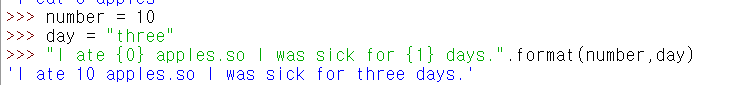 >>> number = 10
>>> day = "three"
>>> "I ate {0} apples.so I was sick for {1} days.".format(number,day)
'I ate 10 apples.so I was sick for three days.'